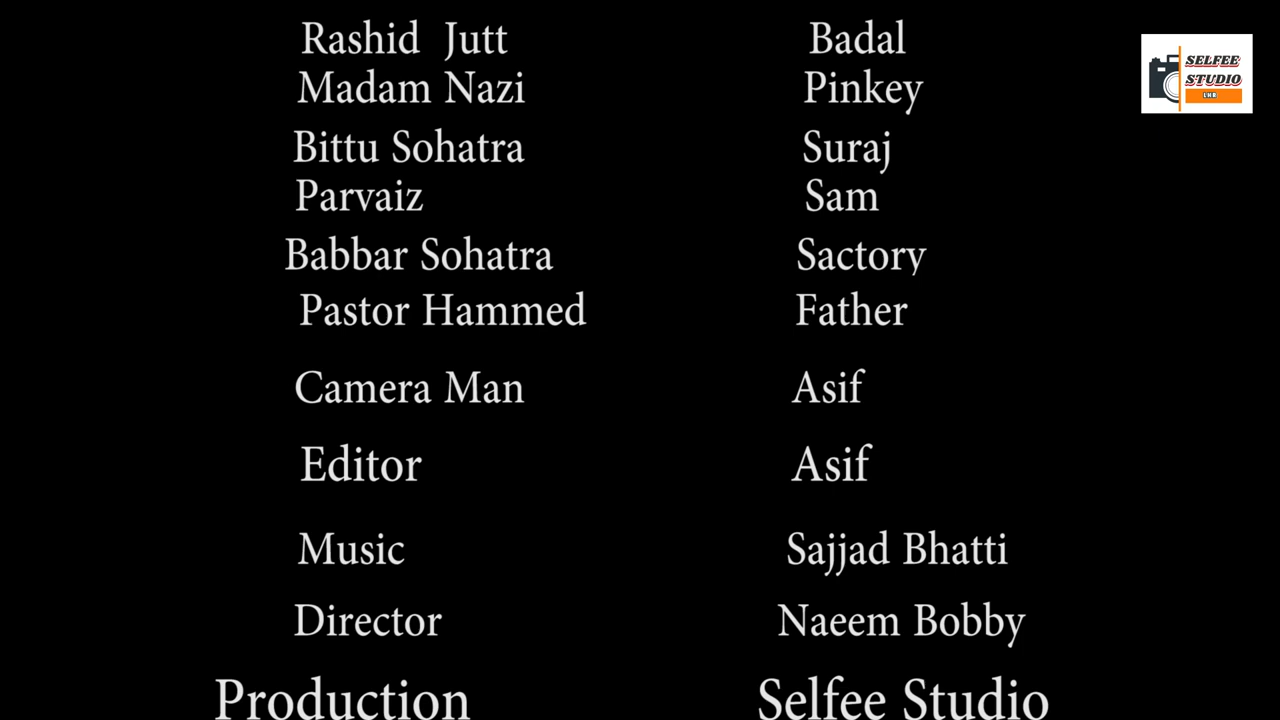 Rashid Jutt Badal
Madam Nazi Pinkey
Bittu Sohatra Suraj
Parvaiz Sam
Babbar Sohatra Sactory
Pastor Hammed Father
Camera Man Asif
Editor Asif
Music Sajjad Bhatti
Director Naeem Bobby
Production Selfee Studio
SELFEE
STUDIO
LHR